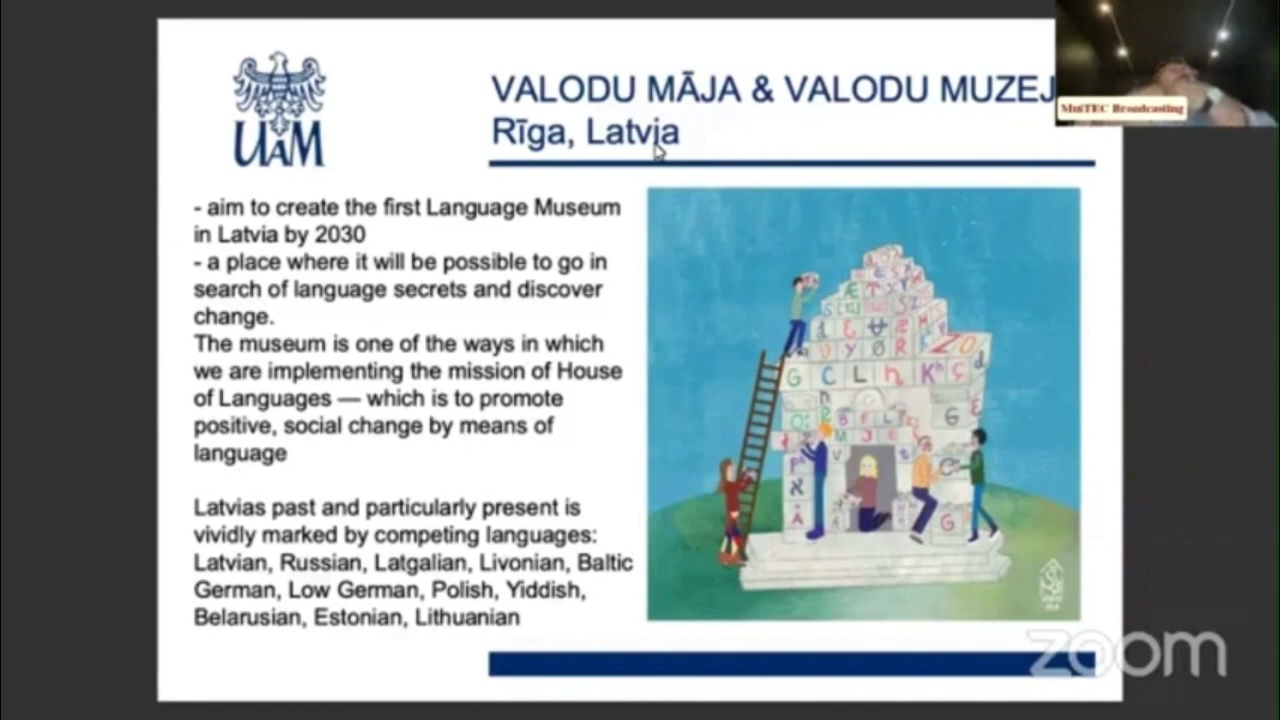 UAM
VALODU MĀJA & VALODU MUZEJ
Rīga, Latvia
MutTEC Broadcasting
- aim to create the first Language Museum
in Latvia by 2030
- a place where it will be possible to go in
search of language secrets and discover
change.
The museum is one of the ways in which
we are implementing the mission of House
of Languages — which is to promote
positive, social change by means of
language
Latvias past and particularly present is
vividly marked by competing languages:
Latvian, Russian, Latgalian, Livonian, Baltic
German, Low German, Polish, Yiddish,
Belarusian, Estonian, Lithuanian
zoom